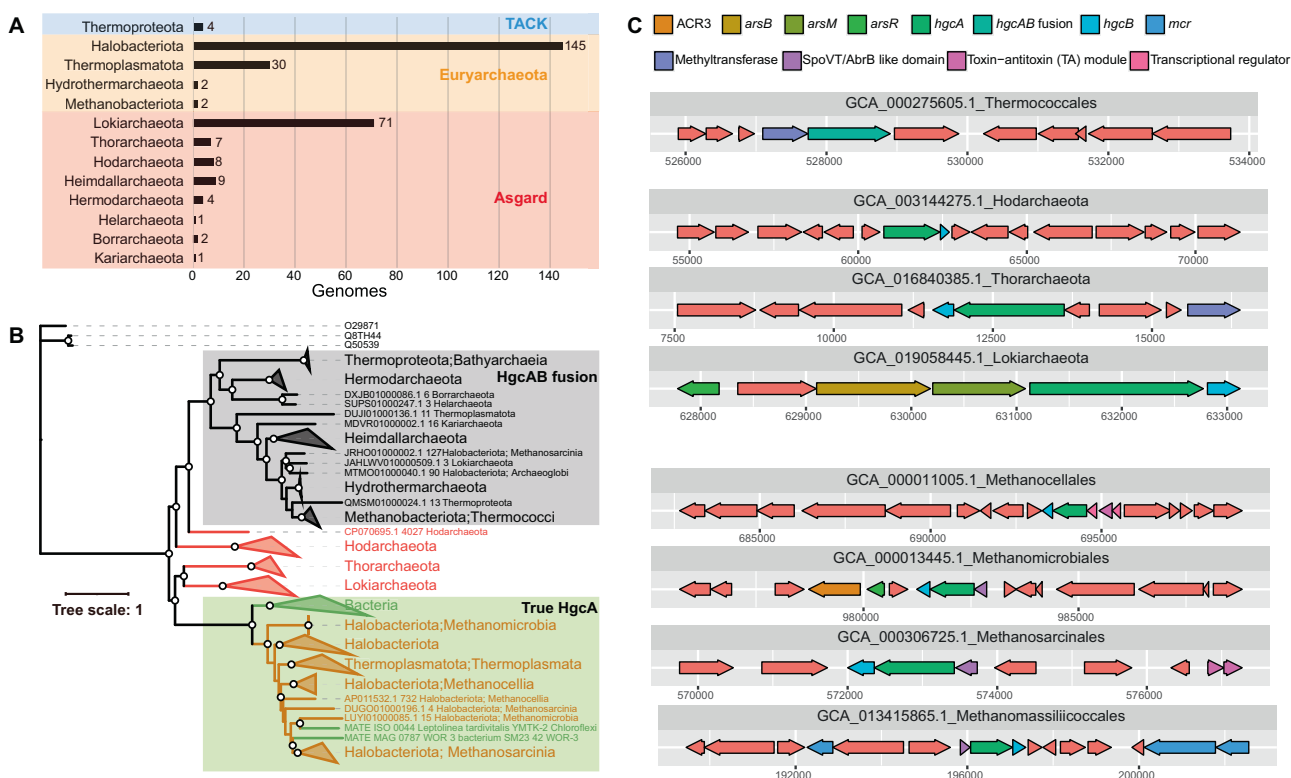 A
Thermoproteota 4 TACK
Halobacteriota 145
Thermoplasmatota 30 Euryarchaeota
Hydrothermarchaeota 2
Methanobacteriota 2
Lokiarchaeota 71
Thorarchaeota 7
Hodarchaeota 8
Heimdallarchaeota 9
Hermodarchaeota 4 Asgard
Helarchaeota 1
Borrarchaeota 2
Kariarchaeota 1
0 20 40 60 80 100 120 140
Genomes
B
O29871
Q8TH44
Q50539
Thermoproteota;Bathyarchaeia
HgcAB fusion
Hermodarchaeota
DXJB01000086.1 6 Borrarchaeota
SUPS01000247.1 3 Helarchaeota
DUJI01000136.1 11 Thermoplasmatota
MDVR01000002.1 16 Kariarchaeota
Heimdallarchaeota
JRHO01000002.1 127Halobacteriota; Methanosarcina
JAHLWV010000509.1 3 Lokiarchaeota
MTMO01000040.1 90 Halobacteriota; Archaeoglobi
Hydrothermarchaeota
QMSM01000024.1 13 Thermoproteota
Methanobacteriota;Thermococci
CP070695.1 4027 Hodarchaeota
Hodarchaeota
Thorarchaeota
Lokiarchaeota
Tree scale: 1
Bacteria
True HgcA
Halobacteriota;Methanomicrobia
Halobacteriota
Thermoplasmatota;Thermoplasmata
Halobacteriota;Methanocellia
AP011532.1 732 Halobacteriota; Methanocellia
DUGO01000196.1 4 Halobacteriota; Methanosarcinia
LUYI01000085.1 15 Halobacteriota; Methanomicrobia
MATE ISO 0044 Leptolinea tardivitalis YMTK-2 Chloroflexi
MATE MAG 0787 WOR 3 bacterium SM23 42 WOR-3
Halobacteriota; Methanosarcinia
C
ACR3 arsB arsM arsR hgcA hgcAB fusion hgcB mcr
Methyltransferase SpoVT/AbrB like domain Toxin−antitoxin (TA) module Transcriptional regulator
GCA_000275605.1_Thermococcales
526000 528000 530000 532000 534000
GCA_003144275.1_Hodarchaeota
55000 60000 65000 70000
GCA_016840385.1_Thorarchaeota
7500 10000 12500 15000
GCA_019058445.1_Lokiarchaeota
628000 629000 630000 631000 632000 633000
GCA_000011005.1_Methanocellales
685000 690000 695000
GCA_000013445.1_Methanomicrobiales
980000 985000
GCA_000306725.1_Methanosarcinales
570000 572000 574000 576000
GCA_013415865.1_Methanomassiliicoccales
192000 196000 200000